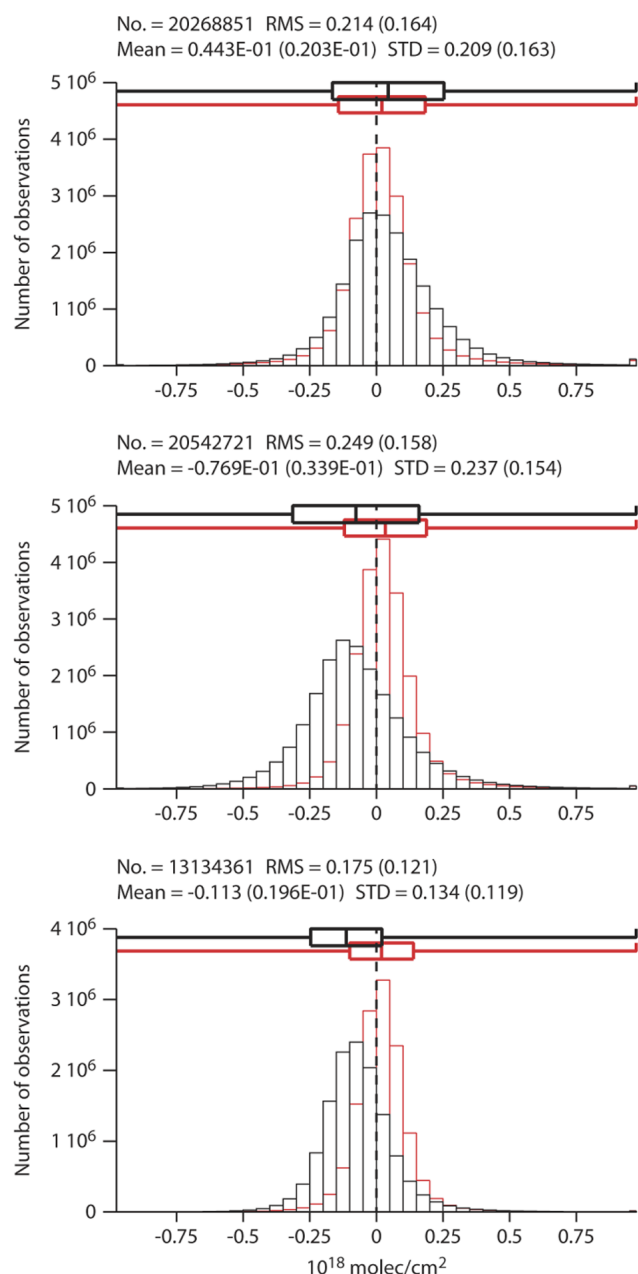 No. = 20268851 RMS = 0.214 (0.164)
Mean = 0.443E-01 (0.203E-01) STD = 0.209 (0.163)
5 10⁶
4 10⁶
3 10⁶
2 10⁶
1 10⁶
0
Number of observations
-0.75 -0.5 -0.25 0 0.25 0.5 0.75
No. = 20542721 RMS = 0.249 (0.158)
Mean = -0.769E-01 (0.339E-01) STD = 0.237 (0.154)
5 10⁶
4 10⁶
3 10⁶
2 10⁶
1 10⁶
0
Number of observations
-0.75 -0.5 -0.25 0 0.25 0.5 0.75
No. = 13134361 RMS = 0.175 (0.121)
Mean = -0.113 (0.196E-01) STD = 0.134 (0.119)
4 10⁶
3 10⁶
2 10⁶
1 10⁶
0
Number of observations
-0.75 -0.5 -0.25 0 0.25 0.5 0.75
10¹⁸ molec/cm²